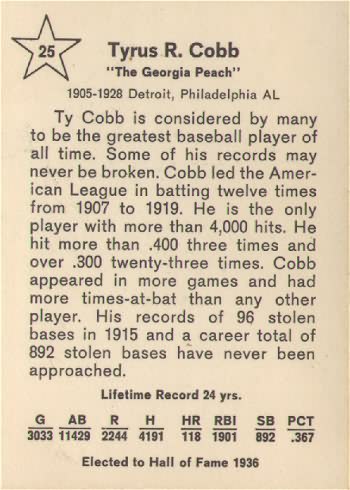 25
Tyrus R. Cobb
"The Georgia Peach"
1905-1928 Detroit, Philadelphia AL
Ty Cobb is considered by many
to be the greatest baseball player of
all time. Some of his records may
never be broken. Cobb led the Amer-
ican League in batting twelve times
from 1907 to 1919. He is the only
player with more than 4,000 hits. He
hit more than .400 three times and
over .300 twenty-three times. Cobb
appeared in more games and had
more times-at-bat than any other
player. His records of 96 stolen
bases in 1915 and a career total of
892 stolen bases have never been
approached.
Lifetime Record 24 yrs.
G AB R H HR RBI SB PCT
3033 11429 2244 4191 118 1901 892 .367
Elected to Hall of Fame 1936